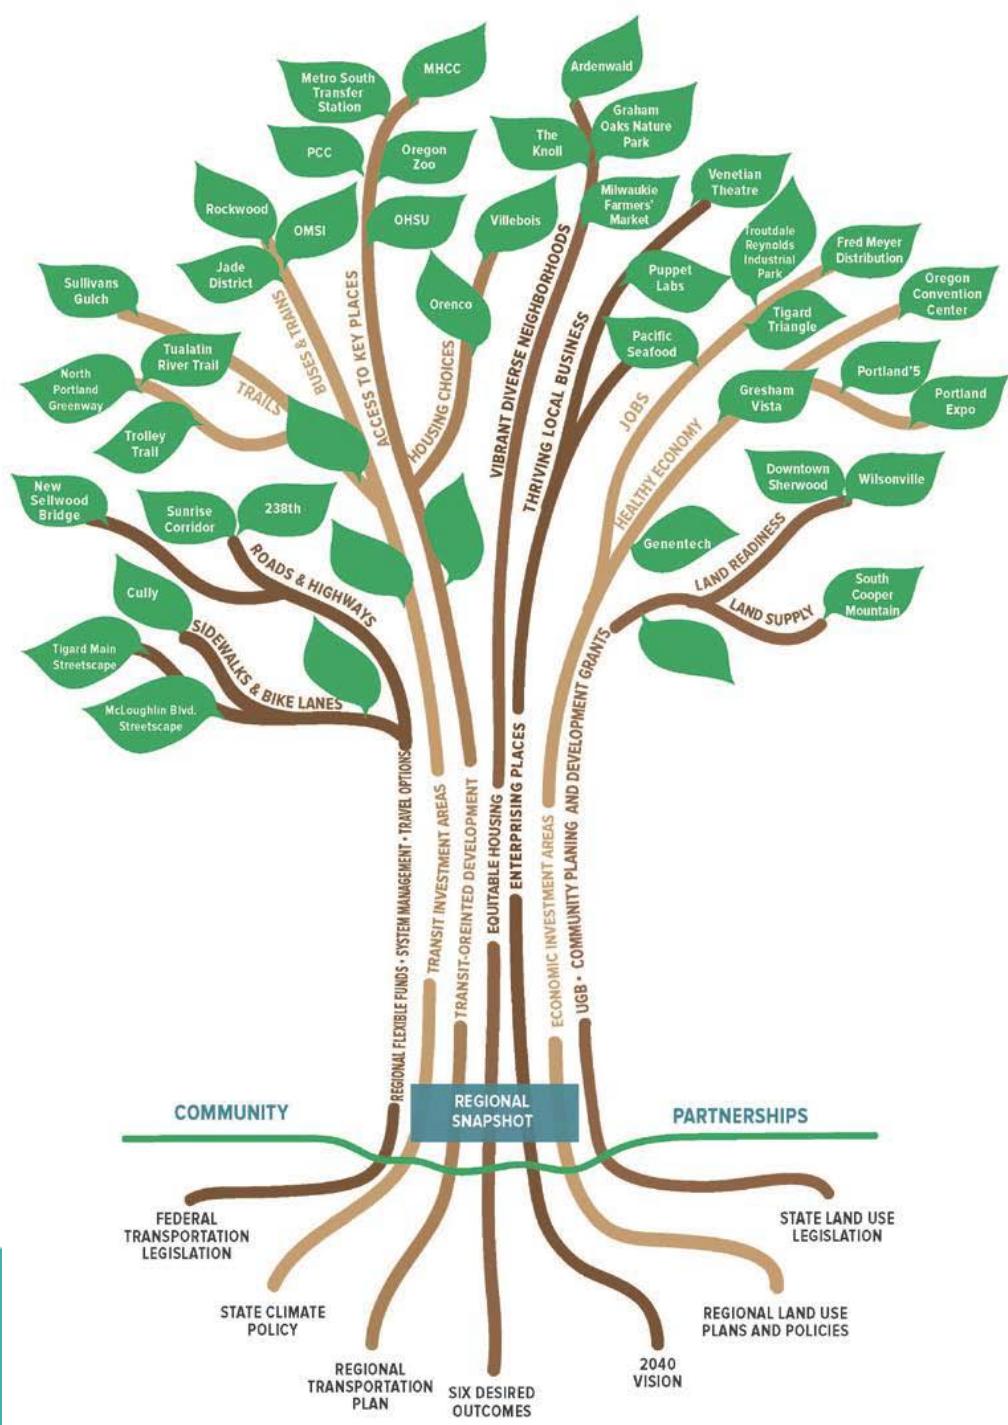 MHCC
Metro South
Transfer
Station
PCC
Oregon
Zoo
Rockwood
OMSI
OHSU
Villebois
Jade
District
Orenco
Sullivans
Gulch
Tualatin
River Trail
North
Portland
Greenway
Trolley
Trail
New
Sellwood
Bridge
Sunrise
Corridor
238th
Cully
Tigard Main
Streetscape
McLoughlin Blvd.
Streetscape
Ardenwald
Graham
Oaks Nature
Park
The
Knoll
Milwaukie
Farmers'
Market
Venetian
Theatre
Troutdale
Reynolds
Industrial
Park
Fred Meyer
Distribution
Puppet
Labs
Oregon
Convention
Center
Pacific
Seafood
Tigard
Triangle
Gresham
Vista
Portland'5
Portland
Expo
Downtown
Sherwood
Wilsonville
Genentech
South
Cooper
Mountain
TRAILS
BUSES & TRAINS
ACCESS TO KEY PLACES
HOUSING CHOICES
VIBRANT DIVERSE NEIGHBORHOODS
THRIVING LOCAL BUSINESS
JOBS
HEALTHY ECONOMY
LAND READINESS
LAND SUPPLY
ROADS & HIGHWAYS
SIDEWALKS & BIKE LANES
REGIONAL FLEXIBLE FUNDS • SYSTEM MANAGEMENT • TRAVEL OPTIONS
TRANSIT INVESTMENT AREAS
TRANSIT-OREINTED DEVELOPMENT
EQUITABLE HOUSING
ENTERPRISING PLACES
ECONOMIC INVESTMENT AREAS
UGB • COMMUNITY PLANING AND DEVELOPMENT GRANTS
COMMUNITY
REGIONAL
SNAPSHOT
PARTNERSHIPS
FEDERAL
TRANSPORTATION
LEGISLATION
STATE CLIMATE
POLICY
REGIONAL
TRANSPORTATION
PLAN
SIX DESIRED
OUTCOMES
2040
VISION
REGIONAL LAND USE
PLANS AND POLICIES
STATE LAND USE
LEGISLATION